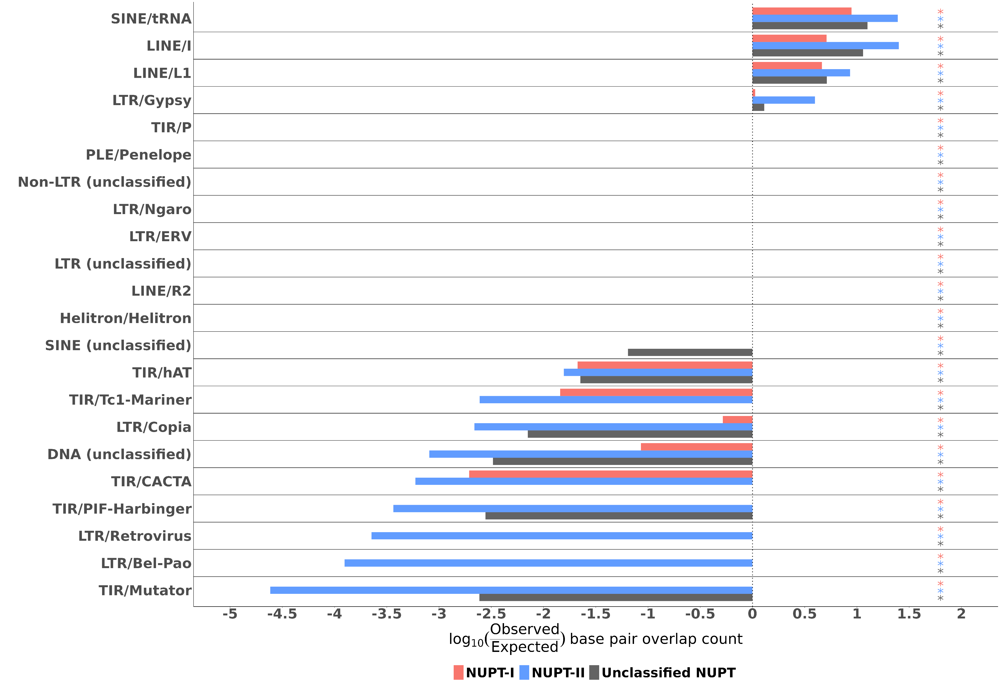 SINE/tRNA
*
*
*
LINE/I
*
*
*
LINE/L1
*
*
*
LTR/Gypsy
*
*
*
TIR/P
*
*
*
PLE/Penelope
*
*
*
Non-LTR (unclassified)
*
*
*
LTR/Ngaro
*
*
*
LTR/ERV
*
*
*
LTR (unclassified)
*
*
*
LINE/R2
*
*
*
Helitron/Helitron
*
*
*
SINE (unclassified)
*
*
*
TIR/hAT
*
*
*
TIR/Tc1-Mariner
*
*
*
LTR/Copia
*
*
*
DNA (unclassified)
*
*
*
TIR/CACTA
*
*
*
TIR/PIF-Harbinger
*
*
*
LTR/Retrovirus
*
*
*
LTR/Bel-Pao
*
*
*
TIR/Mutator
*
*
*
-5 -4.5 -4 -3.5 -3 -2.5 -2 -1.5 -1 -0.5 0 0.5 1 1.5 2
log10(Observed/Expected) base pair overlap count
NUPT-I NUPT-II Unclassified NUPT